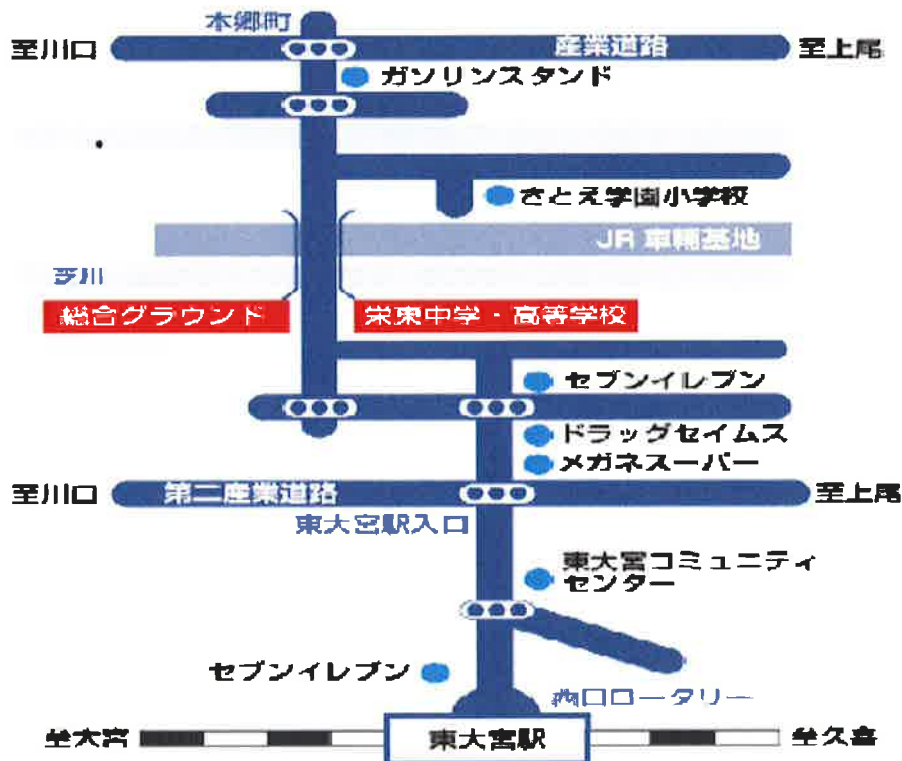 本郷町
至川口
産業道路
至上尾
ガソリンスタンド
さとえ学園小学校
JR 車輛基地
芝川
総合グラウンド
栄東中学・高等学校
セブンイレブン
ドラッグセイムス
メガネスーパー
至川口
第二産業道路
至上尾
東大宮駅入口
東大宮コミュニティ
センター
セブンイレブン
西口ロータリー
至大宮
東大宮駅
至久喜